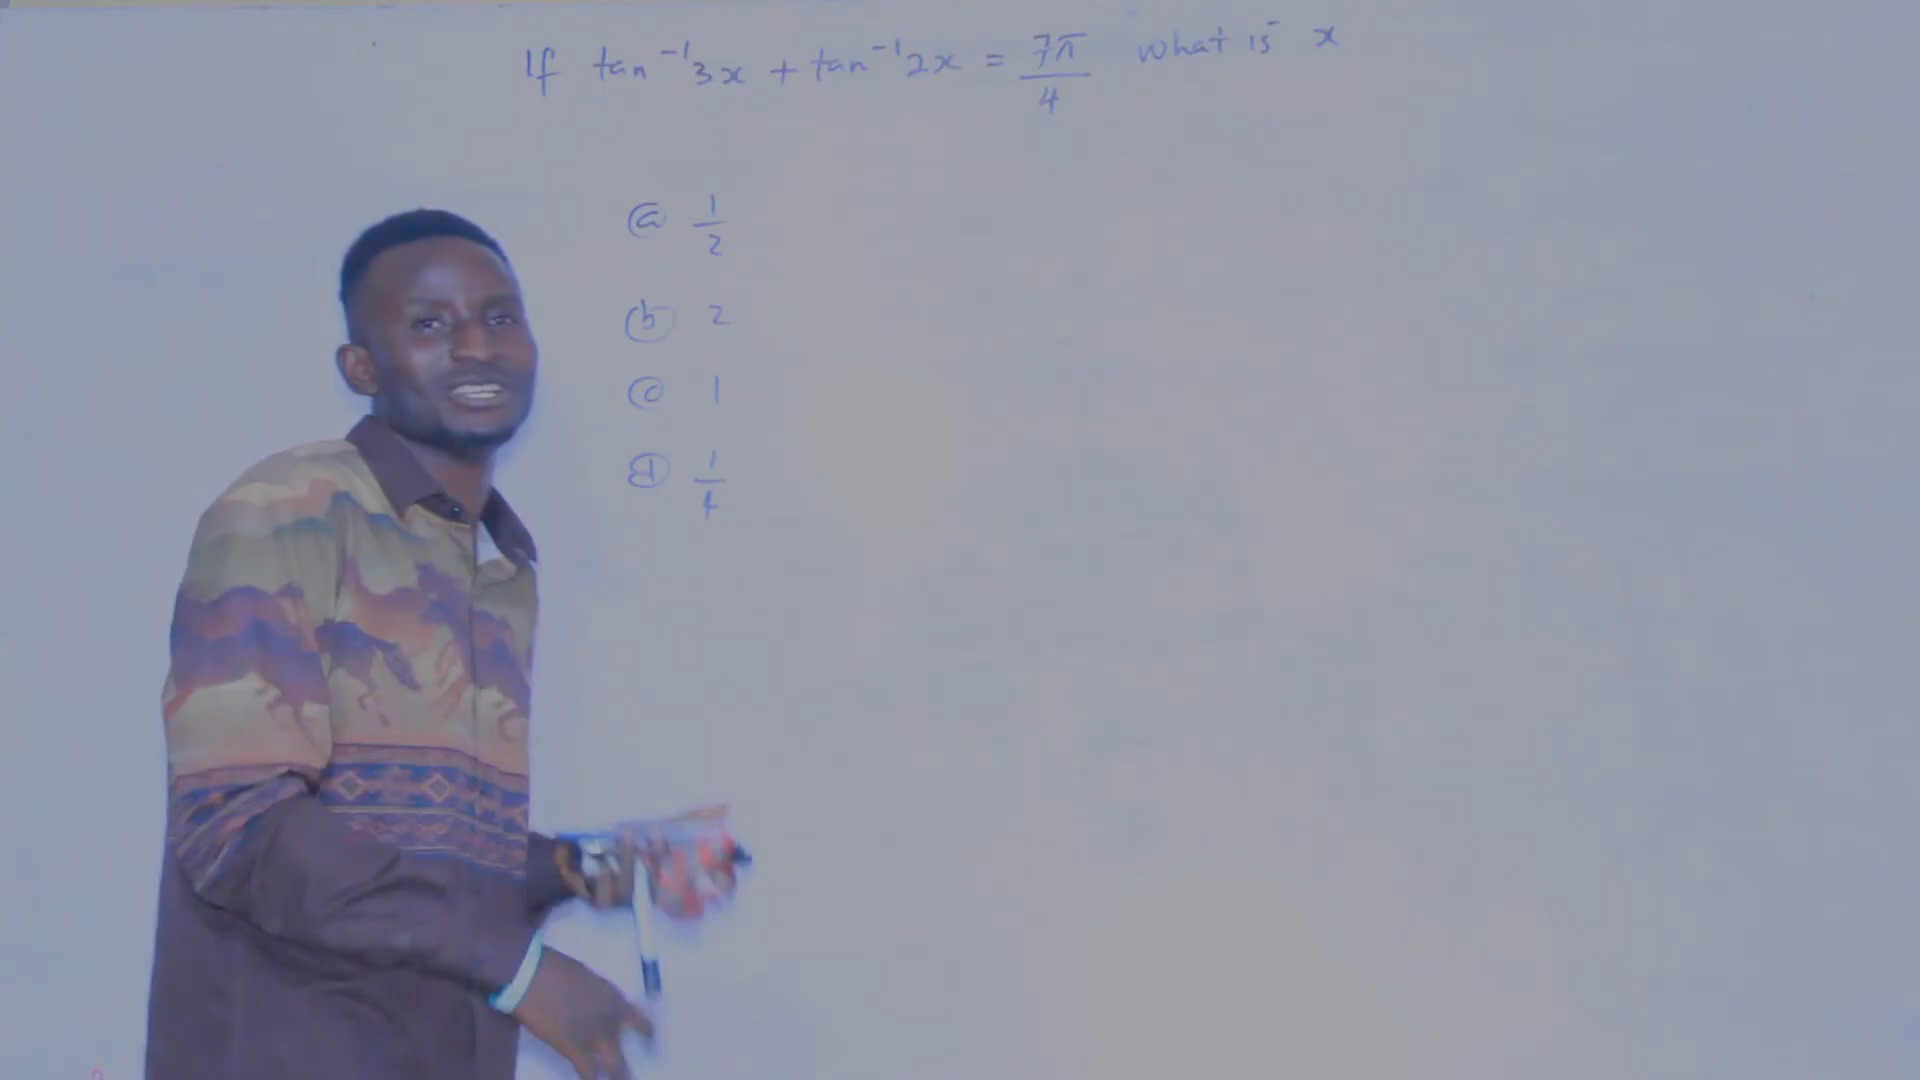 If tan⁻¹3x + tan⁻¹2x = 7π/4 what is x
ⓐ 1/2
ⓑ 2
ⓒ 1
ⓓ 1/4